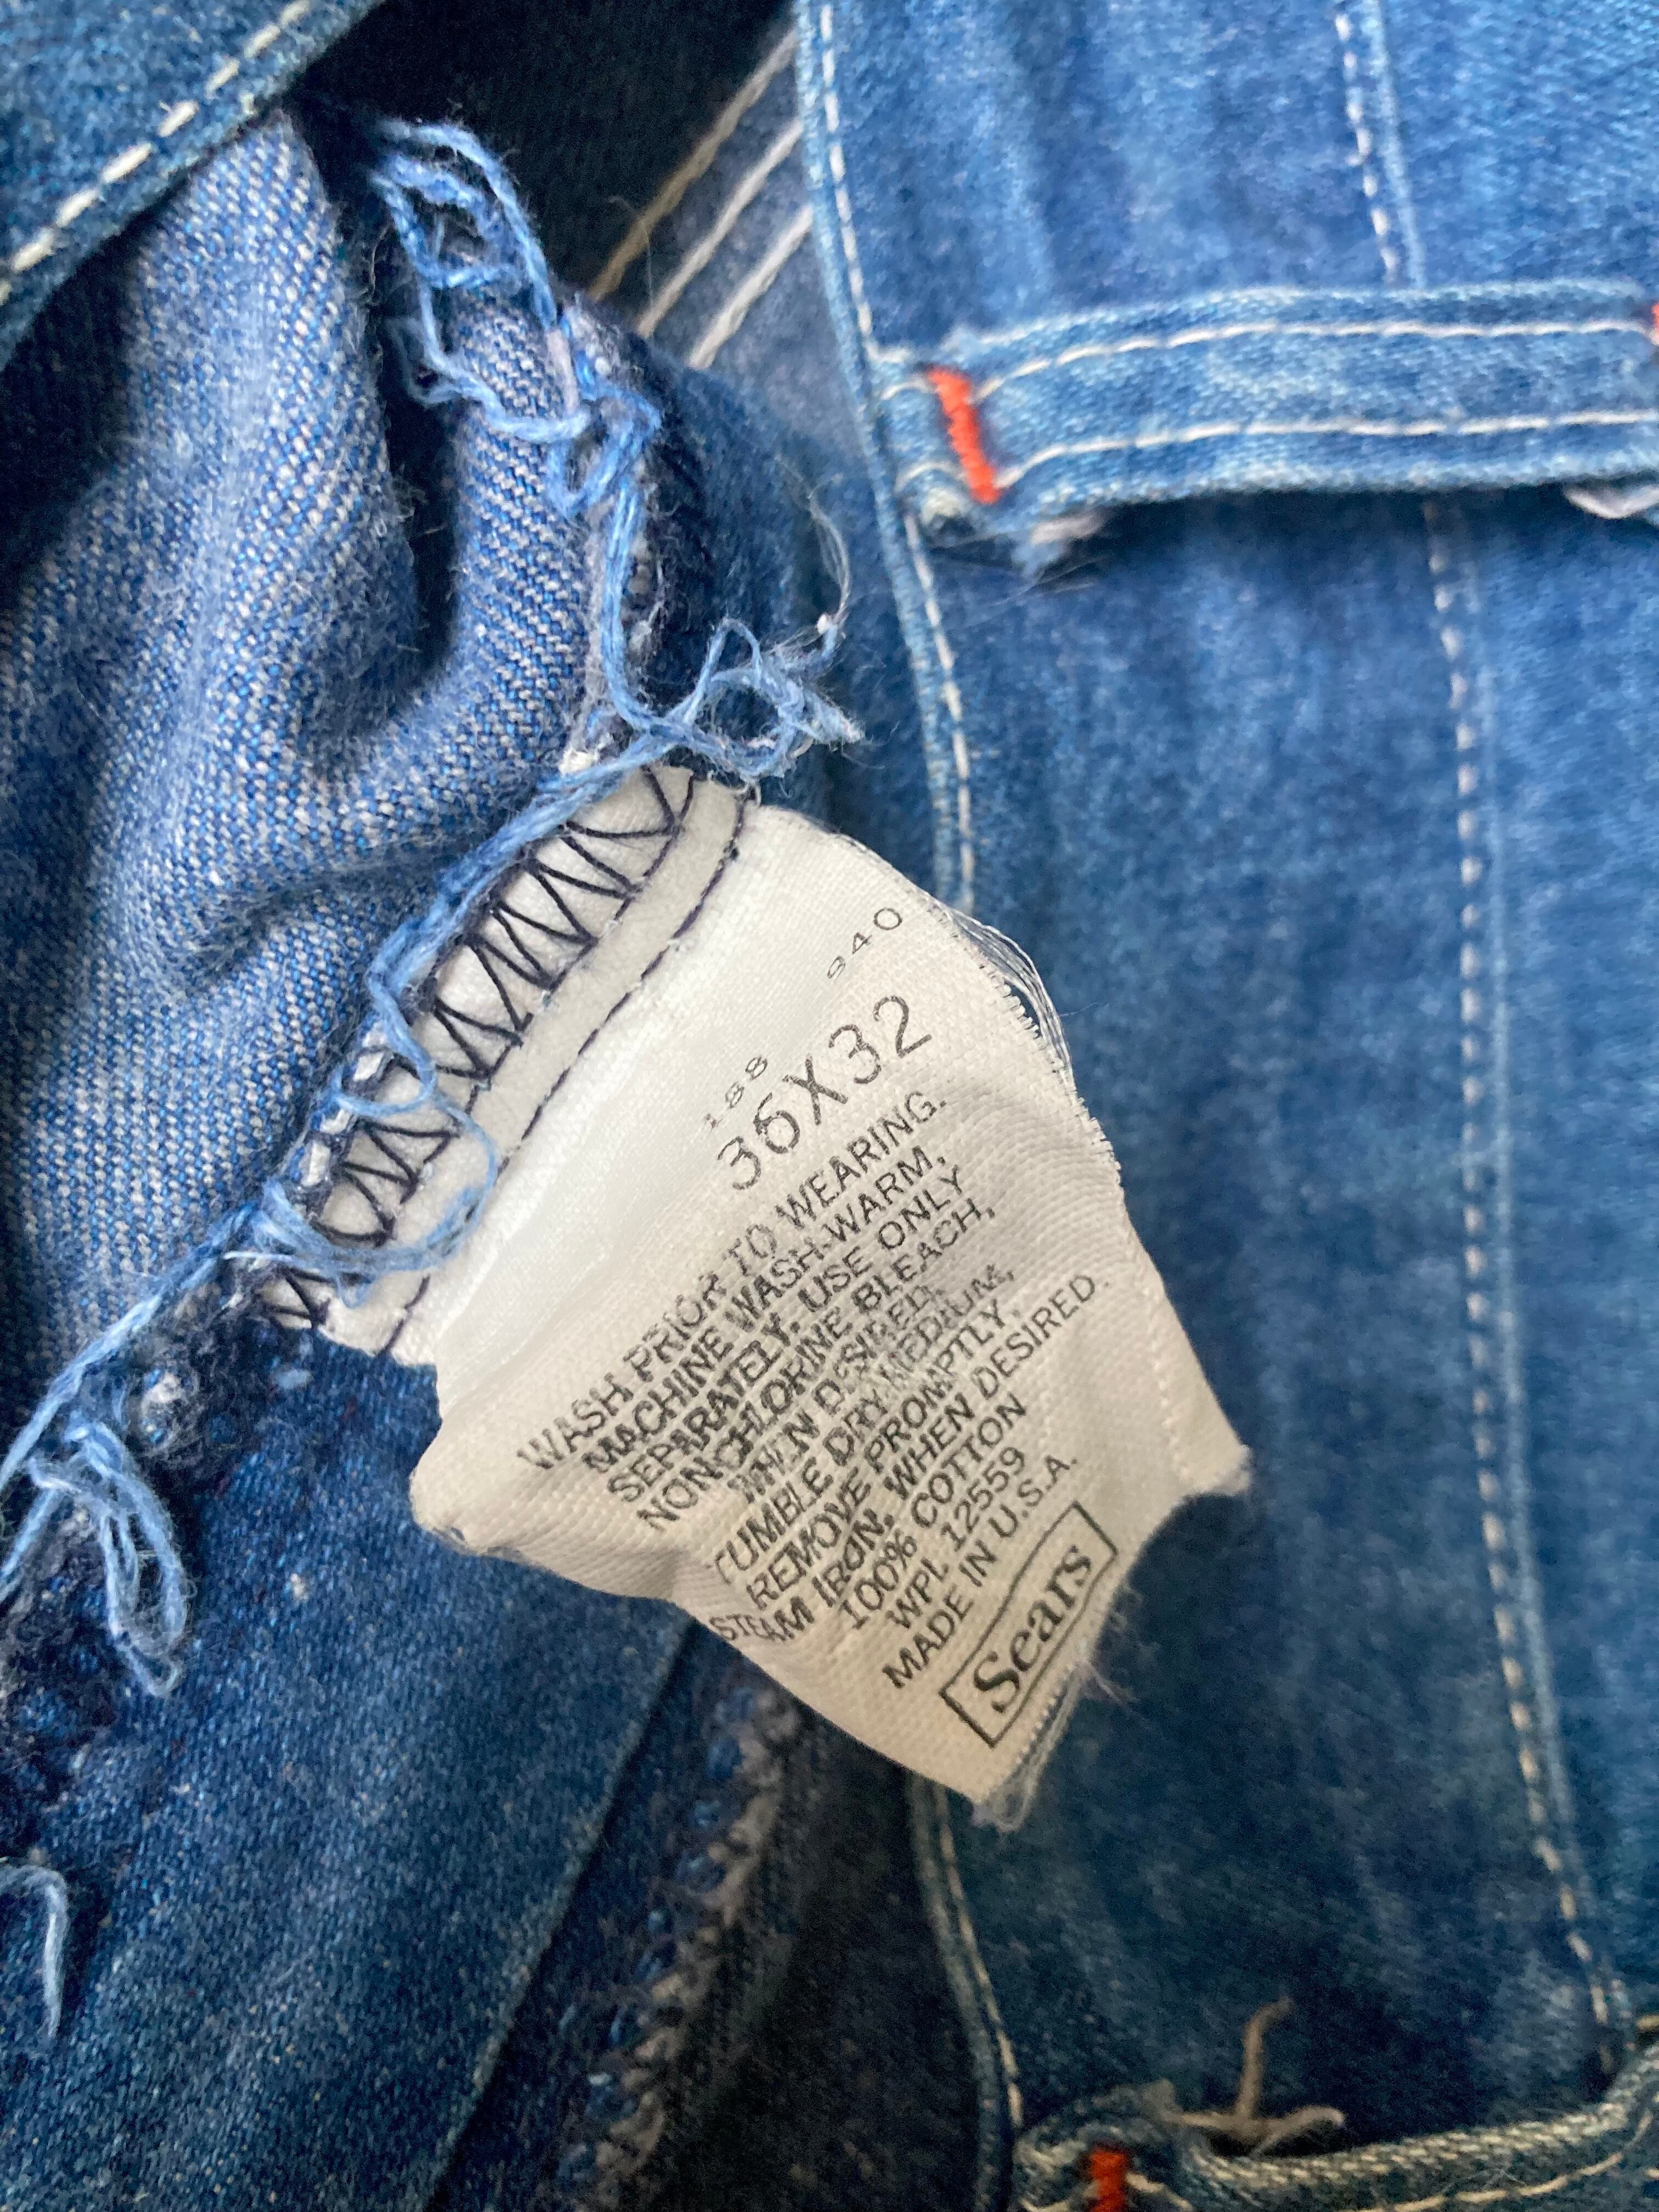 188 940
36X32
WASH PRIOR TO WEARING.
MACHINE WASH WARM,
SEPARATELY. USE ONLY
NON-CHLORINE BLEACH,
WHEN DESIRED.
TUMBLE DRY MEDIUM,
REMOVE PROMPTLY,
STEAM IRON, WHEN DESIRED.
100% COTTON
WPL 12559
MADE IN U.S.A.
Sears